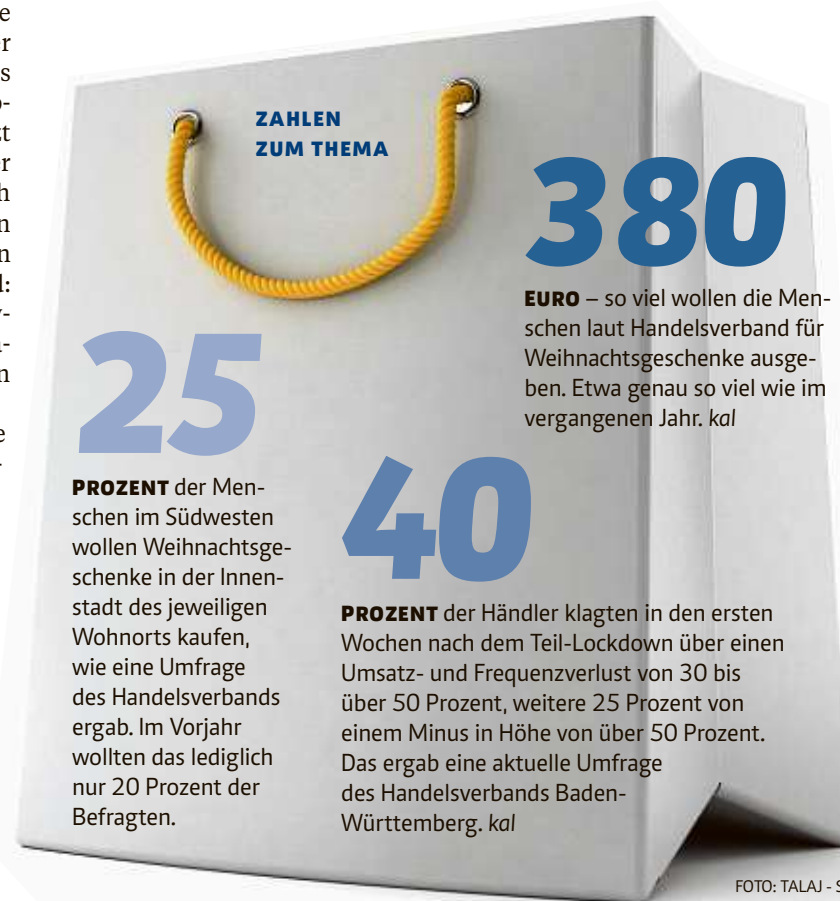 ZAHLEN
ZUM THEMA
380
EURO – so viel wollen die Men-
schen laut Handelsverband für
Weihnachtsgeschenke ausge-
ben. Etwa genau so viel wie im
vergangenen Jahr. kal
25
PROZENT der Men-
schen im Südwesten
wollen Weihnachtsge-
schenke in der Innen-
stadt des jeweiligen
Wohnorts kaufen,
wie eine Umfrage
des Handelsverbands
ergab. Im Vorjahr
wollten das lediglich
nur 20 Prozent der
Befragten.
40
PROZENT der Händler klagten in den ersten
Wochen nach dem Teil-Lockdown über einen
Umsatz- und Frequenzverlust von 30 bis
über 50 Prozent, weitere 25 Prozent von
einem Minus in Höhe von über 50 Prozent.
Das ergab eine aktuelle Umfrage
des Handelsverbands Baden-
Württemberg. kal
FOTO: TALAJ - S